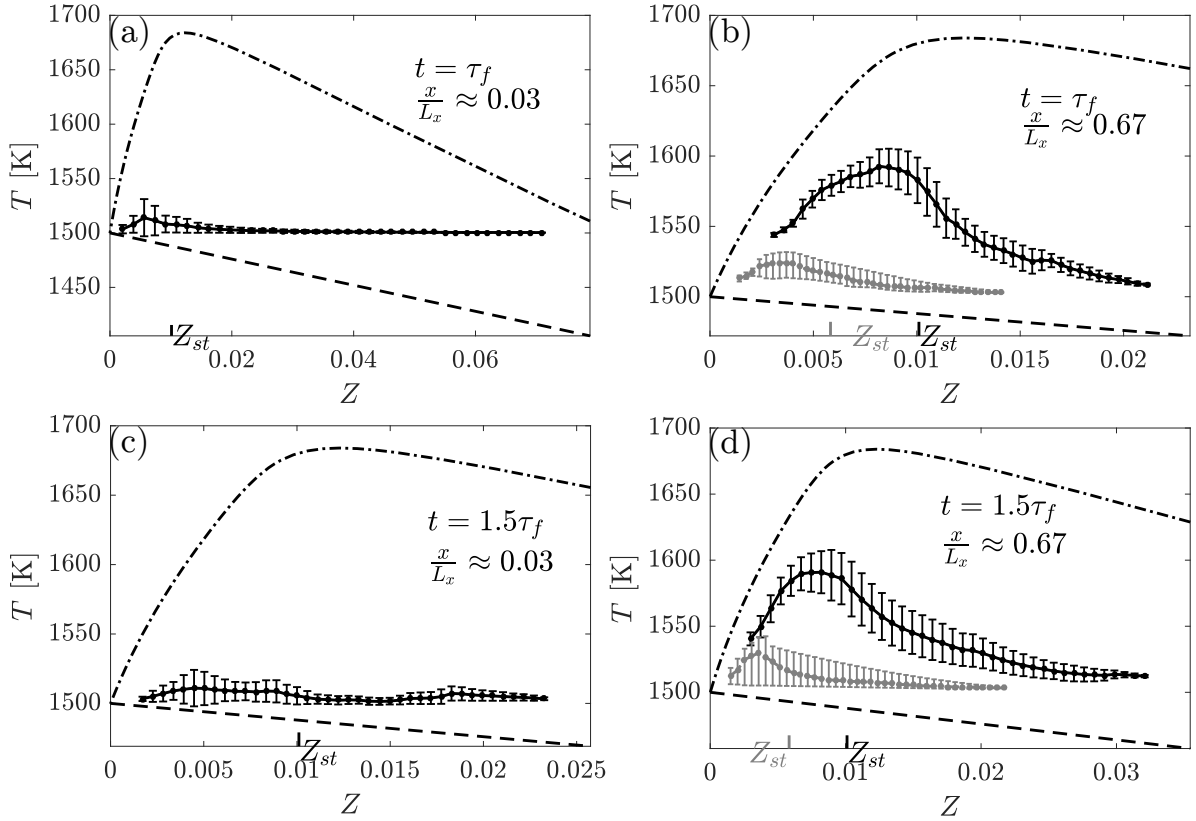 (a)
t = τ_f
x/L_x ≈ 0.03
T [K]
1700
1650
1600
1550
1500
1450
Z_st
0 0.02 0.04 0.06
Z
(b)
t = τ_f
x/L_x ≈ 0.67
T [K]
1700
1650
1600
1550
1500
Z_st Z_st
0 0.005 0.01 0.015 0.02
Z
(c)
t = 1.5τ_f
x/L_x ≈ 0.03
T [K]
1700
1650
1600
1550
1500
Z_st
0 0.005 0.01 0.015 0.02 0.025
Z
(d)
t = 1.5τ_f
x/L_x ≈ 0.67
T [K]
1700
1650
1600
1550
1500
Z_st Z_st
0 0.01 0.02 0.03
Z